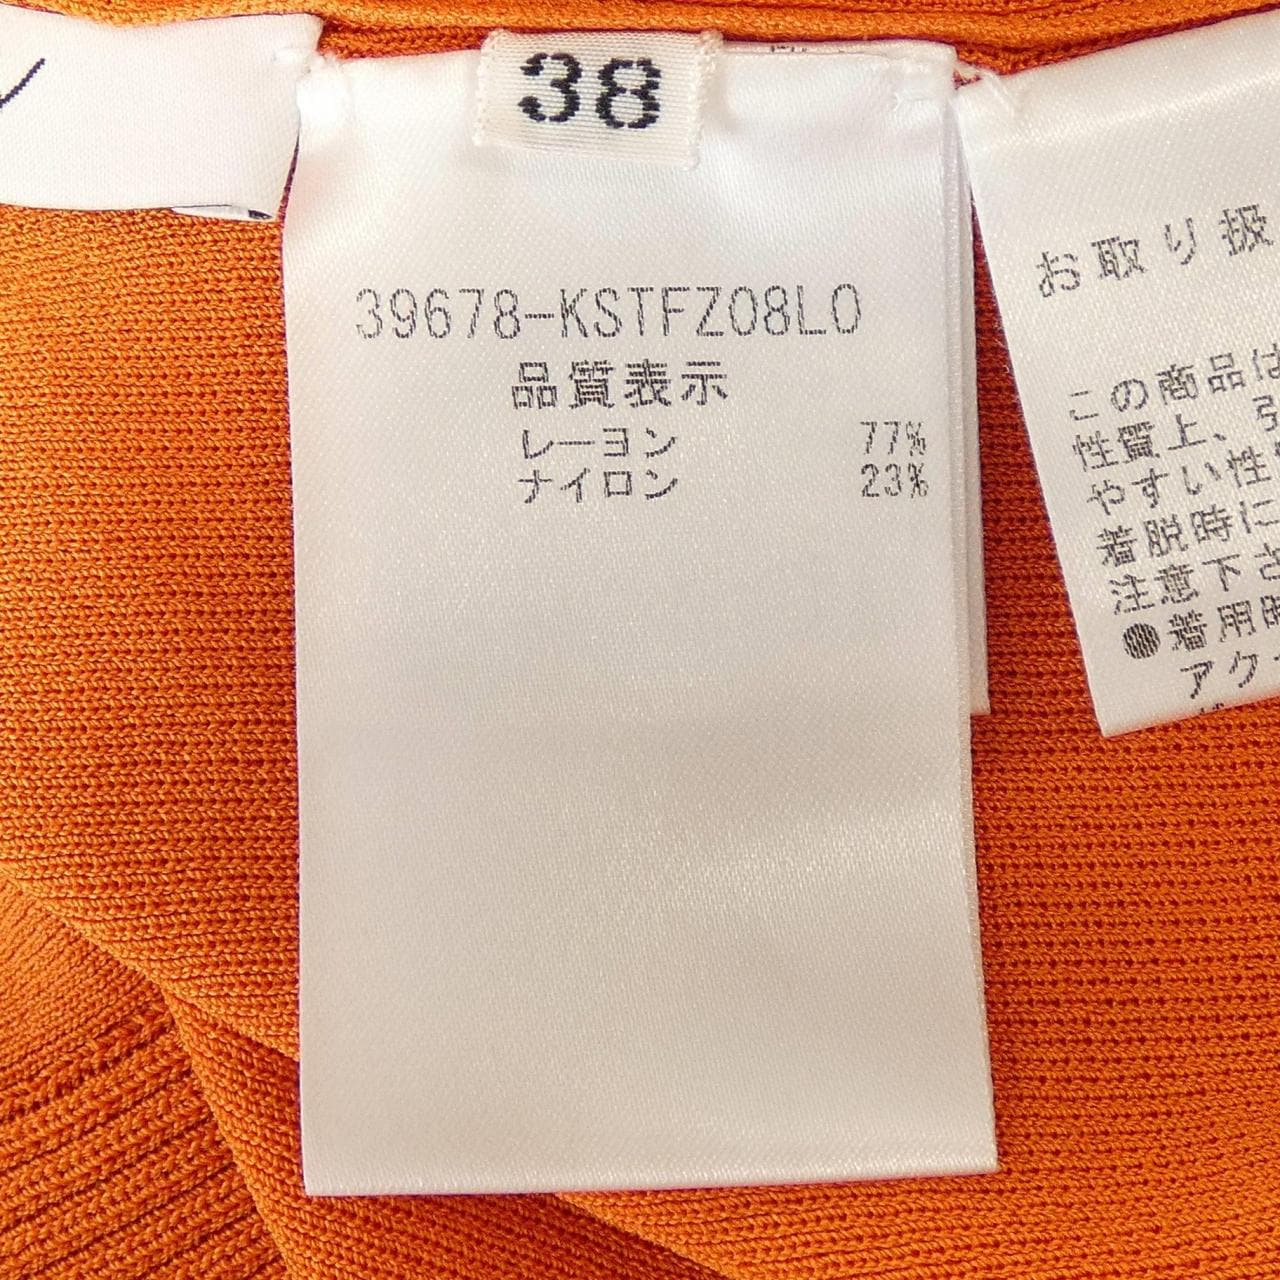 38
39678-KSTFZ08L0
品質表示
レーヨン 77%
ナイロン 23%
お取り扱
この商品は
性質上、引
やすい性
着脱時に
注意下さ
●着用時
アク